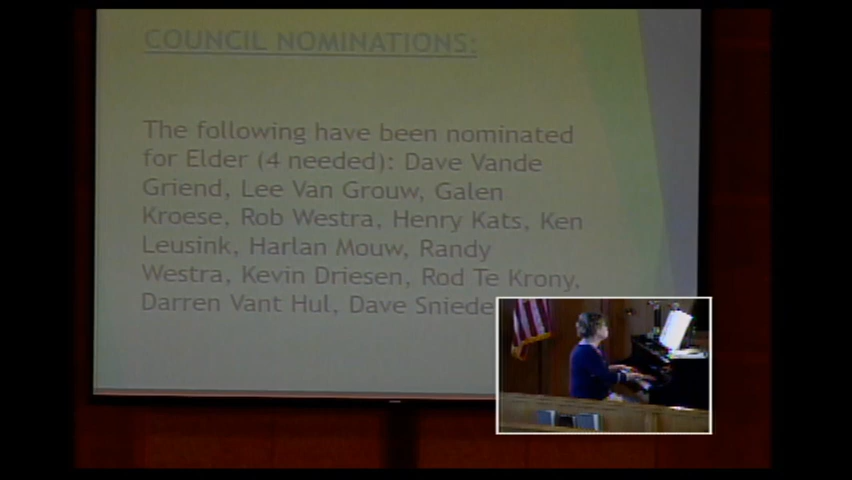 COUNCIL NOMINATIONS:
The following have been nominated
for Elder (4 needed): Dave Vande
Griend, Lee Van Grouw, Galen
Kroese, Rob Westra, Henry Kats, Ken
Leusink, Harlan Mouw, Randy
Westra, Kevin Driesen, Rod Te Krony,
Darren Vant Hul, Dave